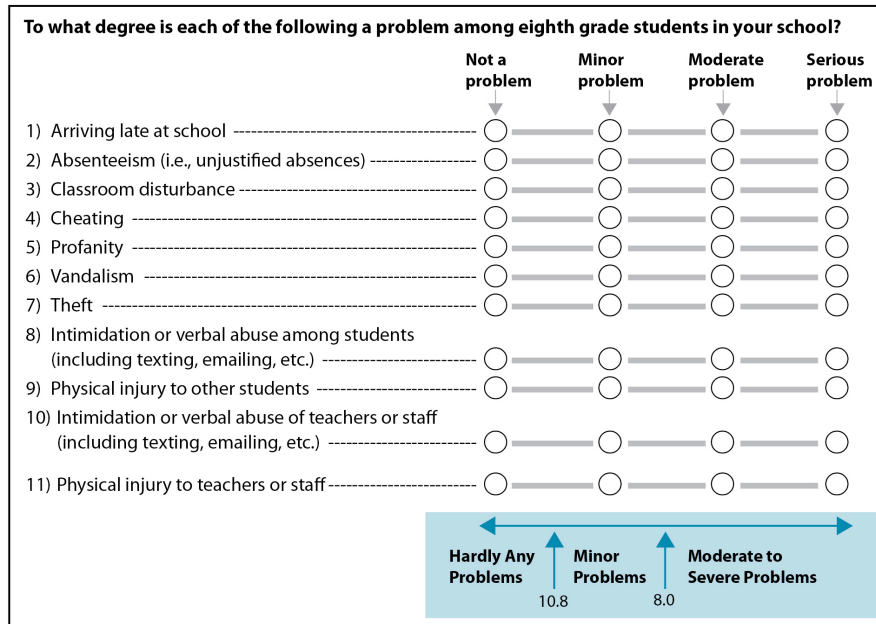 To what degree is each of the following a problem among eighth grade students in your school?
Not a problem
Minor problem
Moderate problem
Serious problem
1) Arriving late at school
2) Absenteeism (i.e., unjustified absences)
3) Classroom disturbance
4) Cheating
5) Profanity
6) Vandalism
7) Theft
8) Intimidation or verbal abuse among students
(including texting, emailing, etc.)
9) Physical injury to other students
10) Intimidation or verbal abuse of teachers or staff
(including texting, emailing, etc.)
11) Physical injury to teachers or staff
Hardly Any Problems
Minor Problems
Moderate to Severe Problems
10.8
8.0